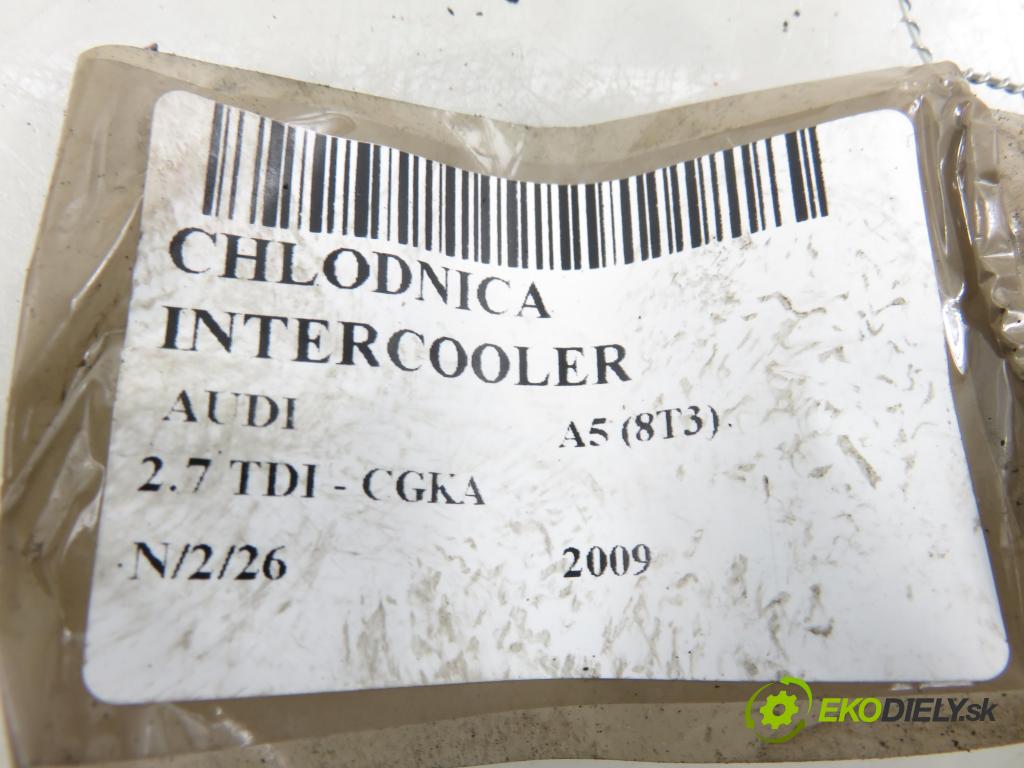 CHLODNICA
INTERCOOLER
AUDI A5 (8T3)
2.7 TDI - CGKA
N/2/26 2009
EKODIELY.sk